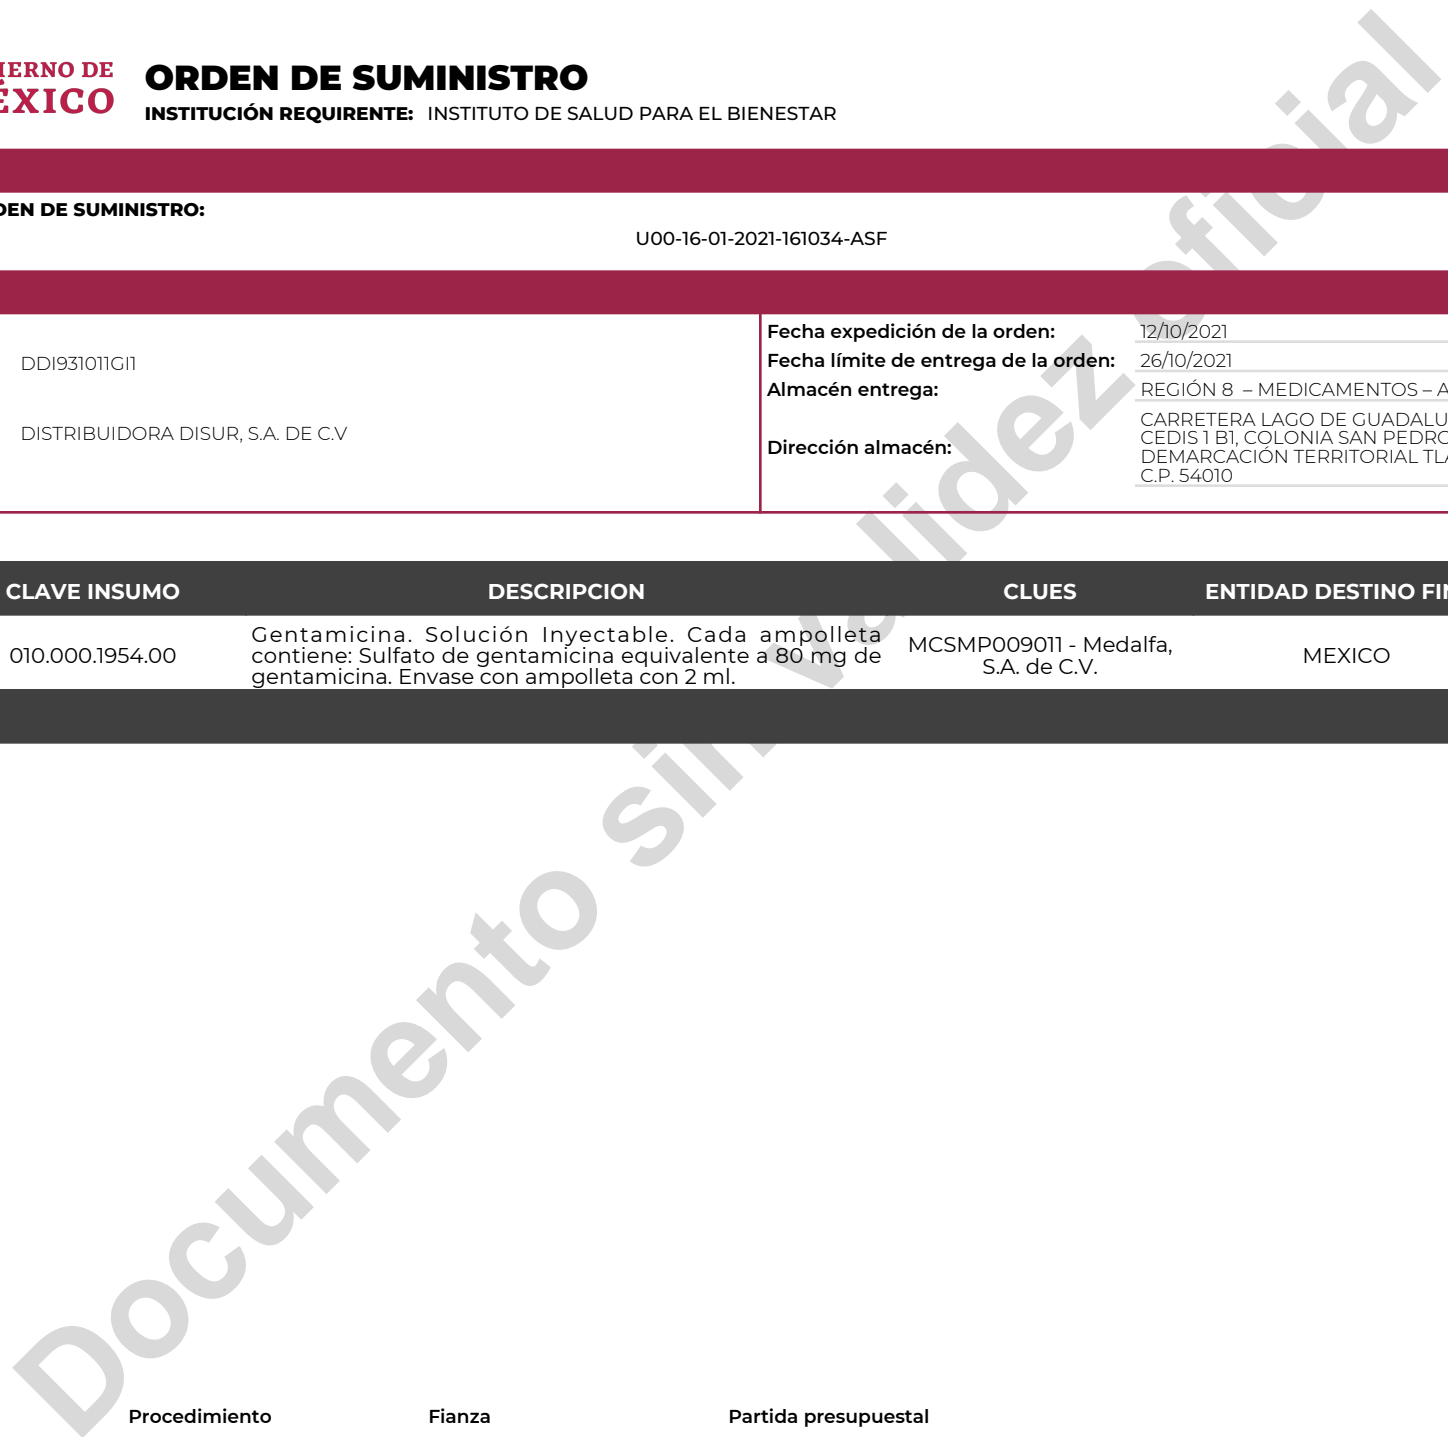 IERNO DE
ÉXICO
ORDEN DE SUMINISTRO
INSTITUCIÓN REQUIRENTE: INSTITUTO DE SALUD PARA EL BIENESTAR
DEN DE SUMINISTRO:
U00-16-01-2021-161034-ASF
DDI931011GI1
DISTRIBUIDORA DISUR, S.A. DE C.V
Fecha expedición de la orden: 12/10/2021
Fecha límite de entrega de la orden: 26/10/2021
Almacén entrega: REGIÓN 8 – MEDICAMENTOS – A
Dirección almacén:
CARRETERA LAGO DE GUADALU
CEDIS 1 B1, COLONIA SAN PEDRO
DEMARCACIÓN TERRITORIAL TLA
C.P. 54010
CLAVE INSUMO DESCRIPCION CLUES ENTIDAD DESTINO FIN
010.000.1954.00
Gentamicina. Solución Inyectable. Cada ampolleta
contiene: Sulfato de gentamicina equivalente a 80 mg de
gentamicina. Envase con ampolleta con 2 ml.
MCSMP009011 - Medalfa,
S.A. de C.V.
MEXICO
Documento sin validez oficial
Procedimiento Fianza Partida presupuestal